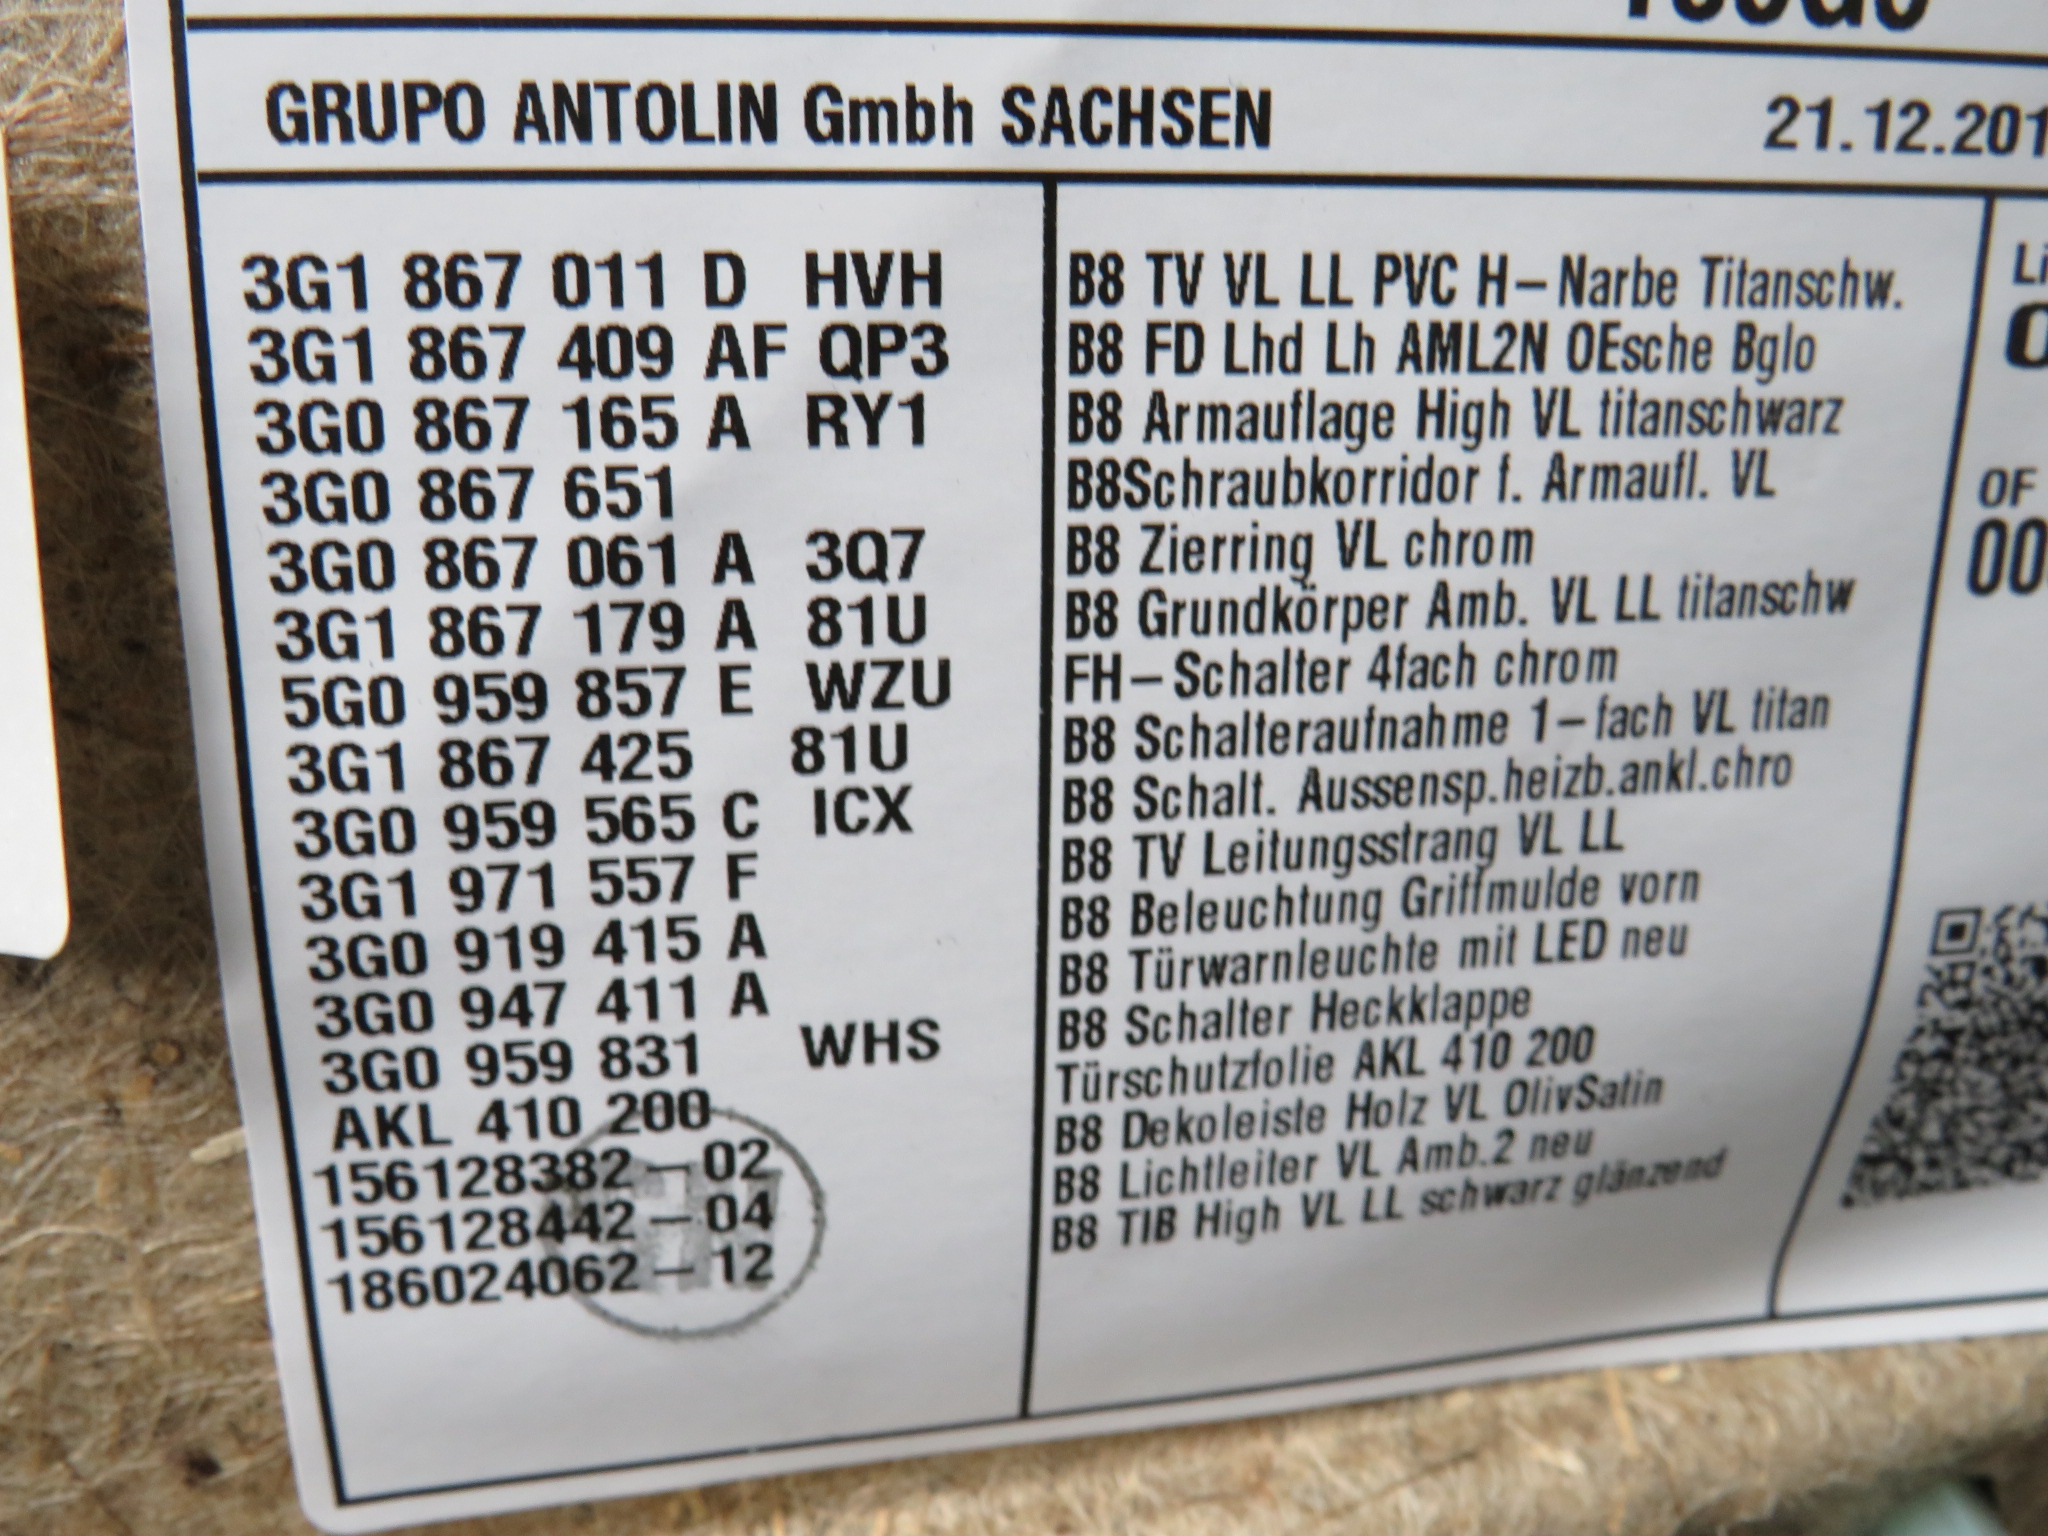 GRUPO ANTOLIN Gmbh SACHSEN 21.12.201
3G1 867 011 D HVH B8 TV VL LL PVC H-Narbe Titanschw.
3G1 867 409 AF QP3 B8 FD Lhd Lh AML2N OEsche Bglo
3G0 867 165 A RY1 B8 Armauflage High VL titanschwarz
3G0 867 651 B8Schraubkorridor f. Armaufl. VL
3G0 867 061 A 3Q7 B8 Zierring VL chrom
3G1 867 179 A 81U B8 Grundkörper Amb. VL LL titanschw
5G0 959 857 E WZU FH-Schalter 4fach chrom
3G1 867 425 81U B8 Schalteraufnahme 1-fach VL titan
3G0 959 565 C ICX B8 Schalt. Aussensp.heizb.ankl.chro
3G1 971 557 F B8 TV Leitungsstrang VL LL
3G0 919 415 A B8 Beleuchtung Griffmulde vorn
3G0 947 411 A B8 Türwarnleuchte mit LED neu
3G0 959 831 WHS B8 Schalter Heckklappe
AKL 410 200 Türschutzfolie AKL 410 200
156128382-02 B8 Dekoleiste Holz VL OlivSatin
156128442-04 B8 Lichtleiter VL Amb.2 neu
186024062-12 B8 TIB High VL LL schwarz glänzend
Li
OF
00